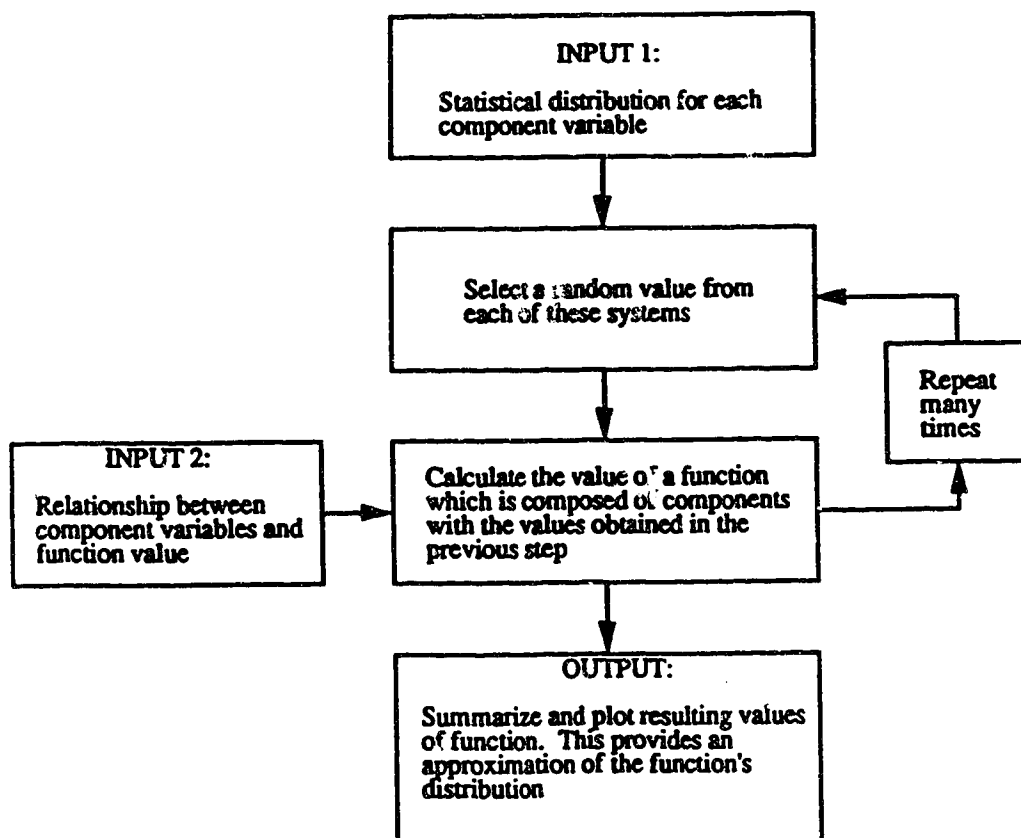 INPUT 1:
Statistical distribution for each
component variable
Select a random value from
each of these systems
Repeat
many
times
INPUT 2:
Relationship between
component variables and
function value
Calculate the value of a function
which is composed of components
with the values obtained in the
previous step
OUTPUT:
Summarize and plot resulting values
of function. This provides an
approximation of the function's
distribution